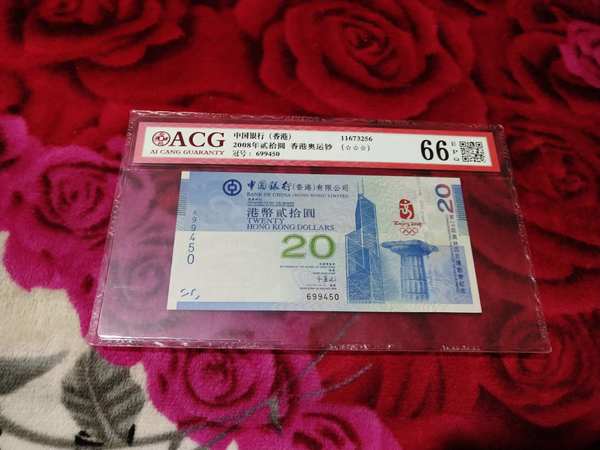 ACG
AI CANG GUARANTY
中国银行（香港）
2008年贰拾圆 香港奥运钞
冠号： 699450
11673256
(☆☆☆)
66 EPQ
中國銀行(香港)有限公司
BANK OF CHINA (HONG KONG) LIMITED
港幣貳拾圓
TWENTY
HONG KONG DOLLARS
20
20
699450
699450
Beijing 2008